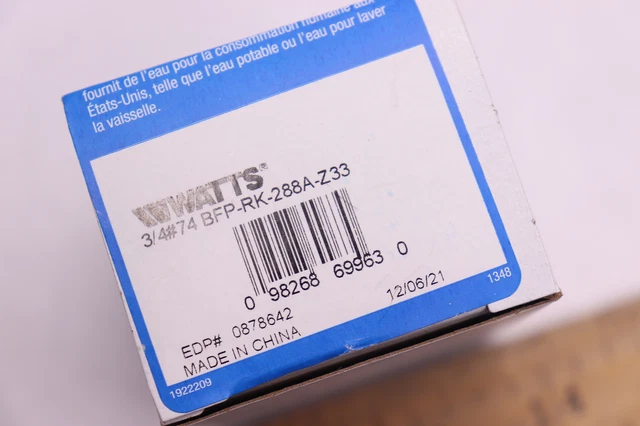 fournit de l'eau pour la consommation humaine aux
États-Unis, telle que l'eau potable ou l'eau pour laver
la vaisselle.
WATTS®
3/4#74 BFP-RK-288A-Z33
0 98268 69963 0
12/06/21
1348
EDP# 0878642
MADE IN CHINA
1922209